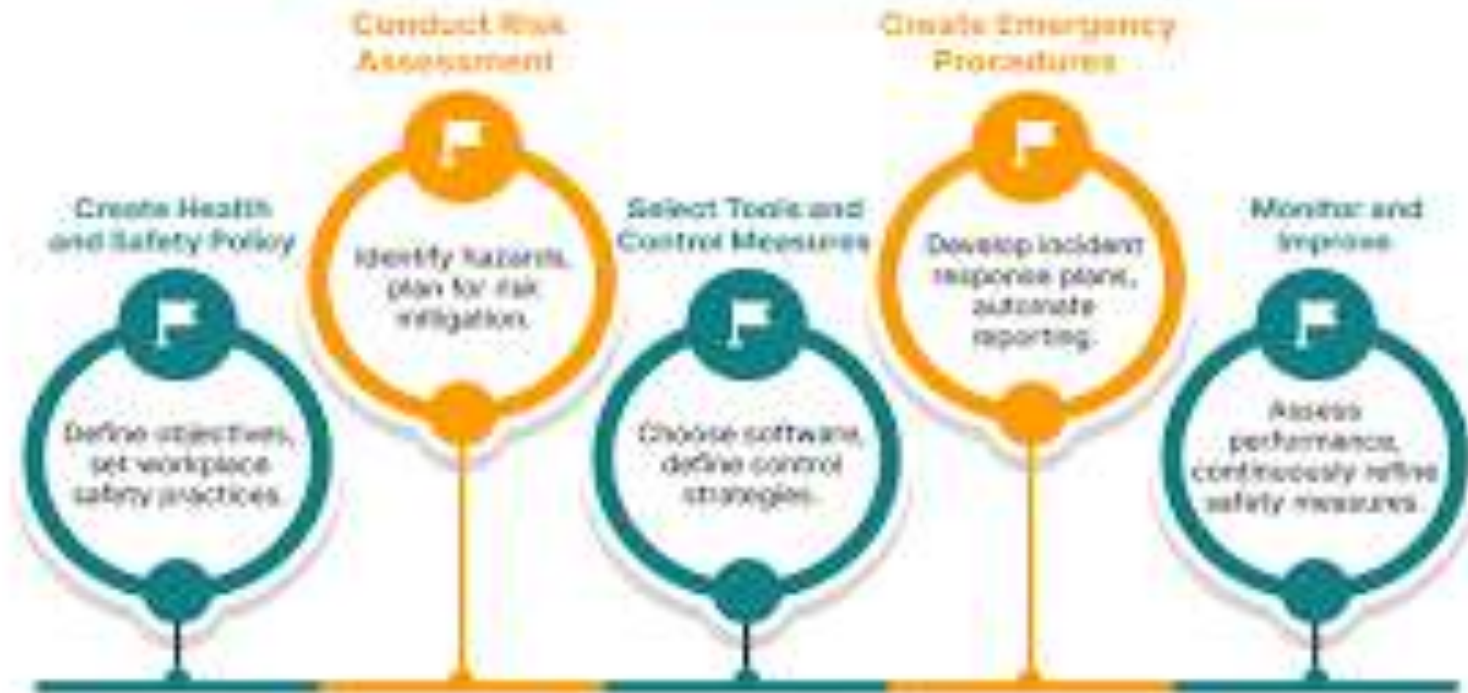 Create Health
and Safety Policy
Define objectives,
set workplace
safety practices.
Conduct Risk
Assessment
Identify hazards,
plan for risk
mitigation.
Select Tools and
Control Measures
Choose software,
define control
strategies.
Create Emergency
Procedures
Develop incident
response plans,
automate
reporting.
Monitor and
Improve
Assess
performance,
continuously refine
safety measures.